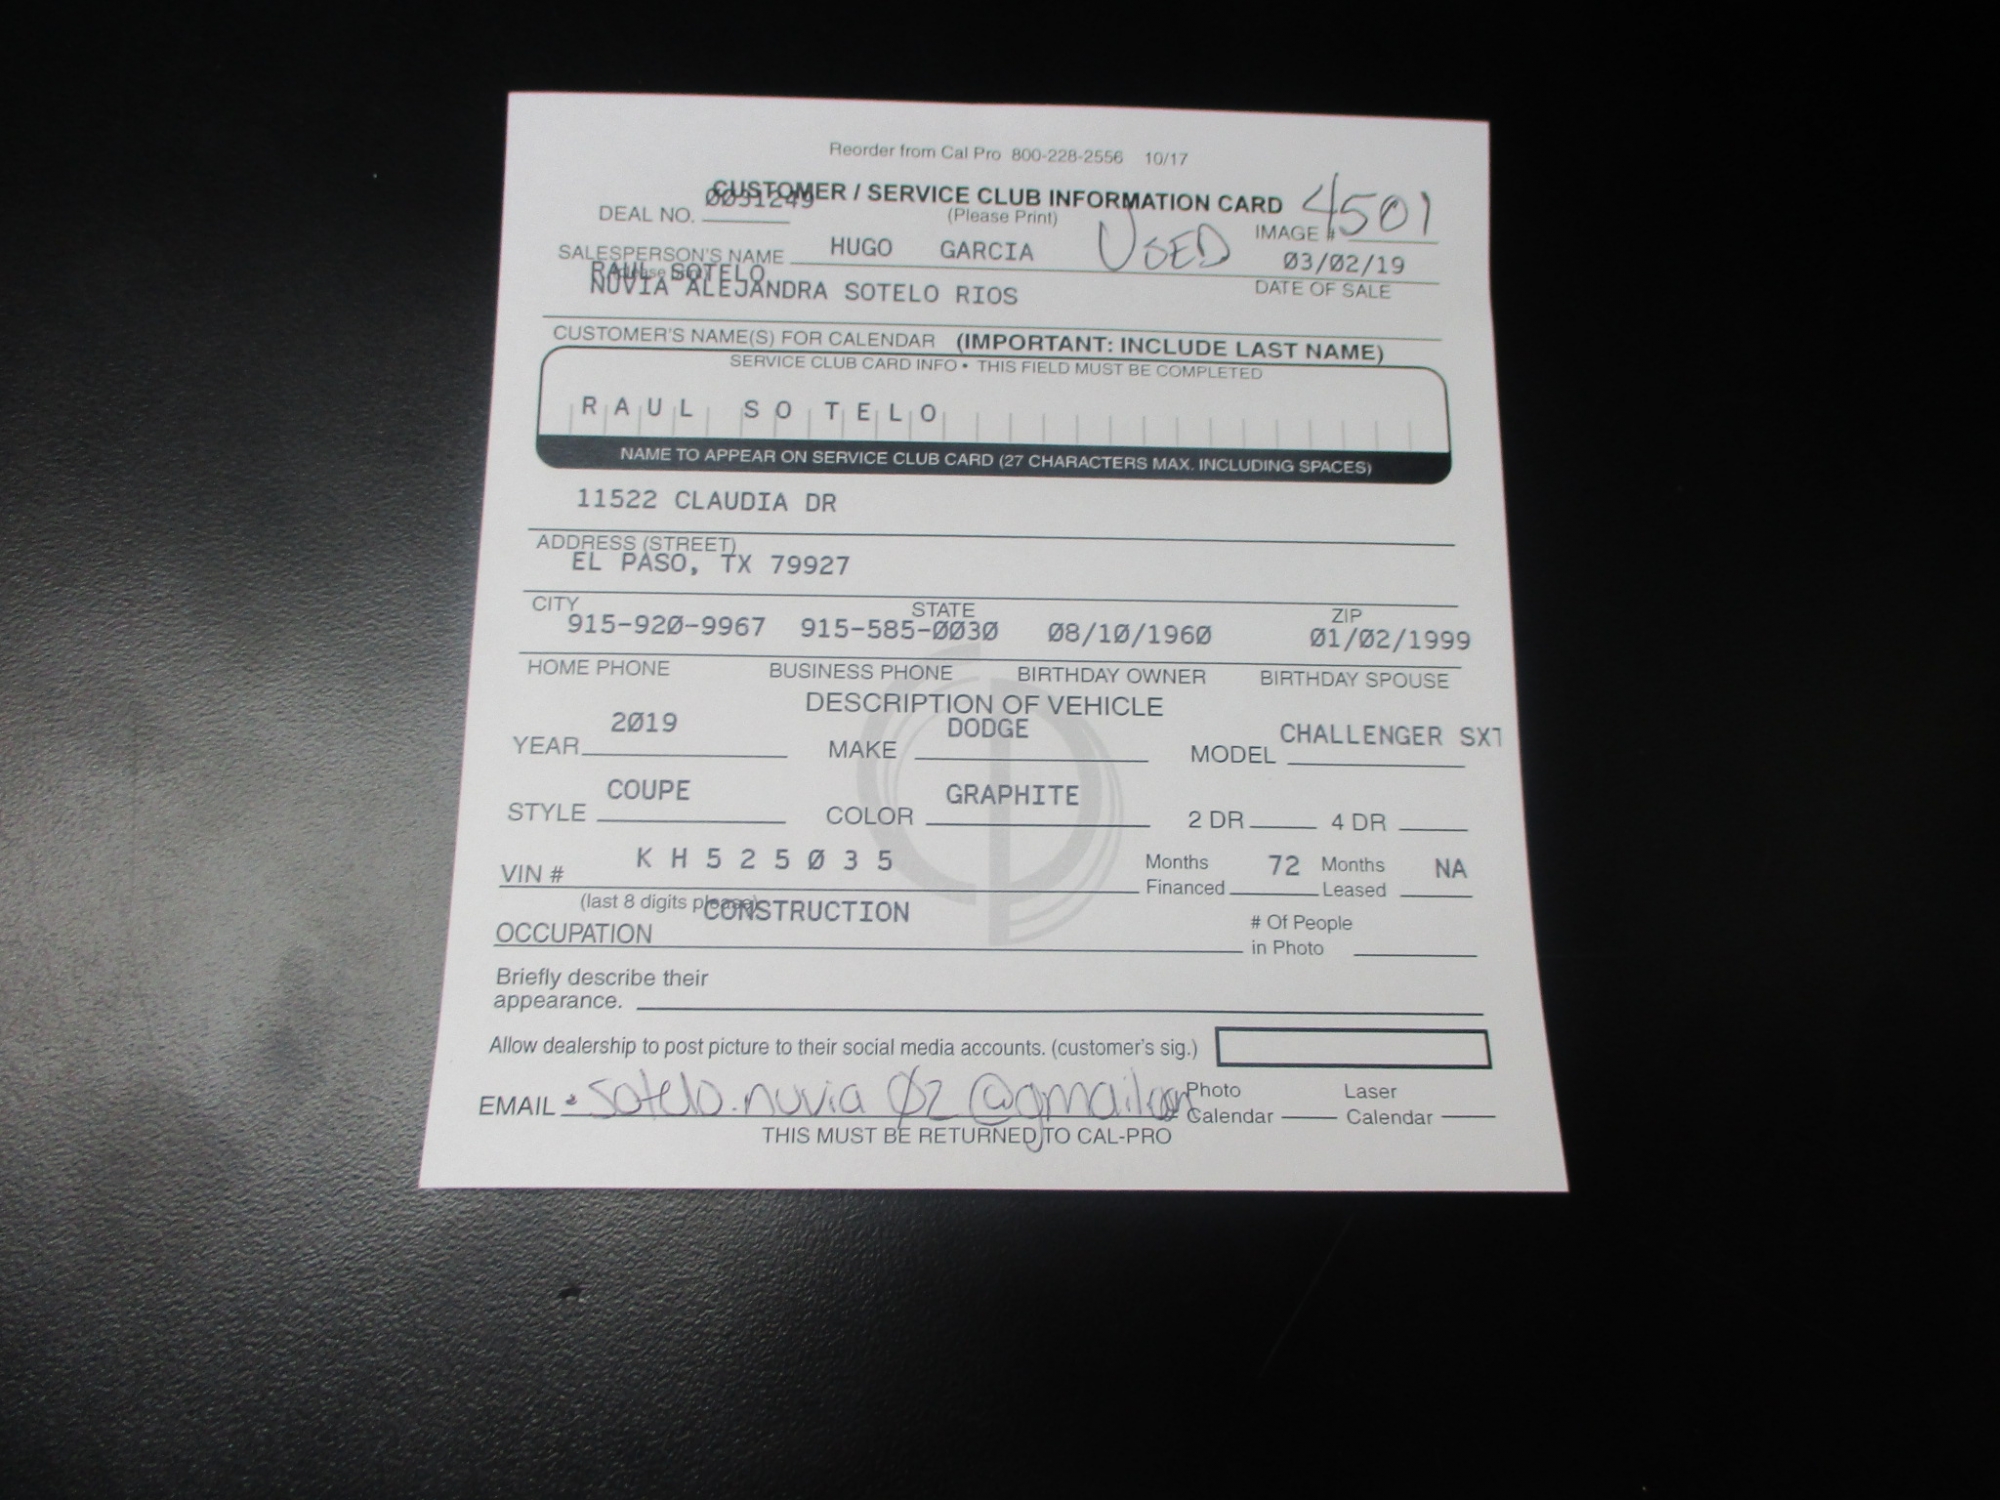 Reorder from Cal Pro 800-228-2556 10/17
CUSTOMER / SERVICE CLUB INFORMATION CARD
(Please Print)
DEAL NO. 0031249
IMAGE # 4501
USED
SALESPERSON'S NAME HUGO GARCIA 03/02/19
DATE OF SALE
RAUL SOTELO
NUVIA ALEJANDRA SOTELO RIOS
CUSTOMER'S NAME(S) FOR CALENDAR (IMPORTANT: INCLUDE LAST NAME)
SERVICE CLUB CARD INFO • THIS FIELD MUST BE COMPLETED
RAUL SOTELO
NAME TO APPEAR ON SERVICE CLUB CARD (27 CHARACTERS MAX. INCLUDING SPACES)
11522 CLAUDIA DR
ADDRESS (STREET)
EL PASO, TX 79927
CITY STATE ZIP
915-920-9967 915-585-0030 08/10/1960 01/02/1999
HOME PHONE BUSINESS PHONE BIRTHDAY OWNER BIRTHDAY SPOUSE
DESCRIPTION OF VEHICLE
YEAR 2019 MAKE DODGE MODEL CHALLENGER SXT
STYLE COUPE COLOR GRAPHITE 2 DR 4 DR
VIN # K H 5 2 5 0 3 5 Months Financed 72 Months Leased NA
(last 8 digits please)
OCCUPATION CONSTRUCTION # Of People in Photo
Briefly describe their
appearance.
Allow dealership to post picture to their social media accounts. (customer's sig.)
EMAIL sotelo.nuvia02@gmail.com Photo Calendar Laser Calendar
THIS MUST BE RETURNED TO CAL-PRO